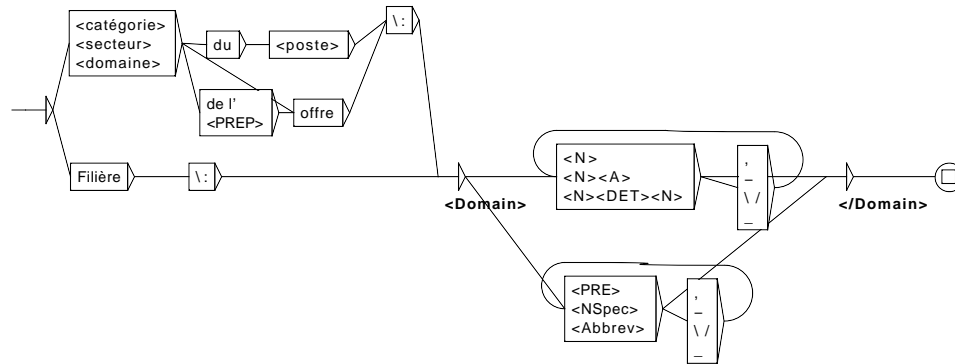 <catégorie>
<secteur>
<domaine>
du
<poste>
\:
de l'
<PREP>
offre
Filière
\:
<Domain>
<N>
<N><A>
<N><DET><N>
,
–
\/
_
</Domain>
<PRE>
<NSpec>
<Abbrev>
,
–
\/
_